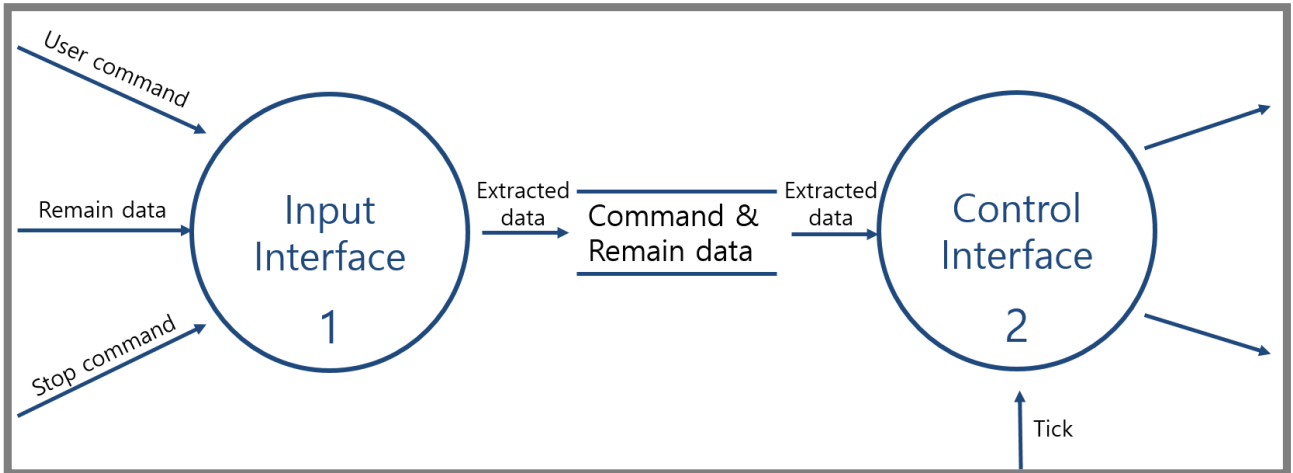 User command
Remain data
Stop command
Input
Interface
1
Extracted
data
Command &
Remain data
Extracted
data
Control
Interface
2
Tick